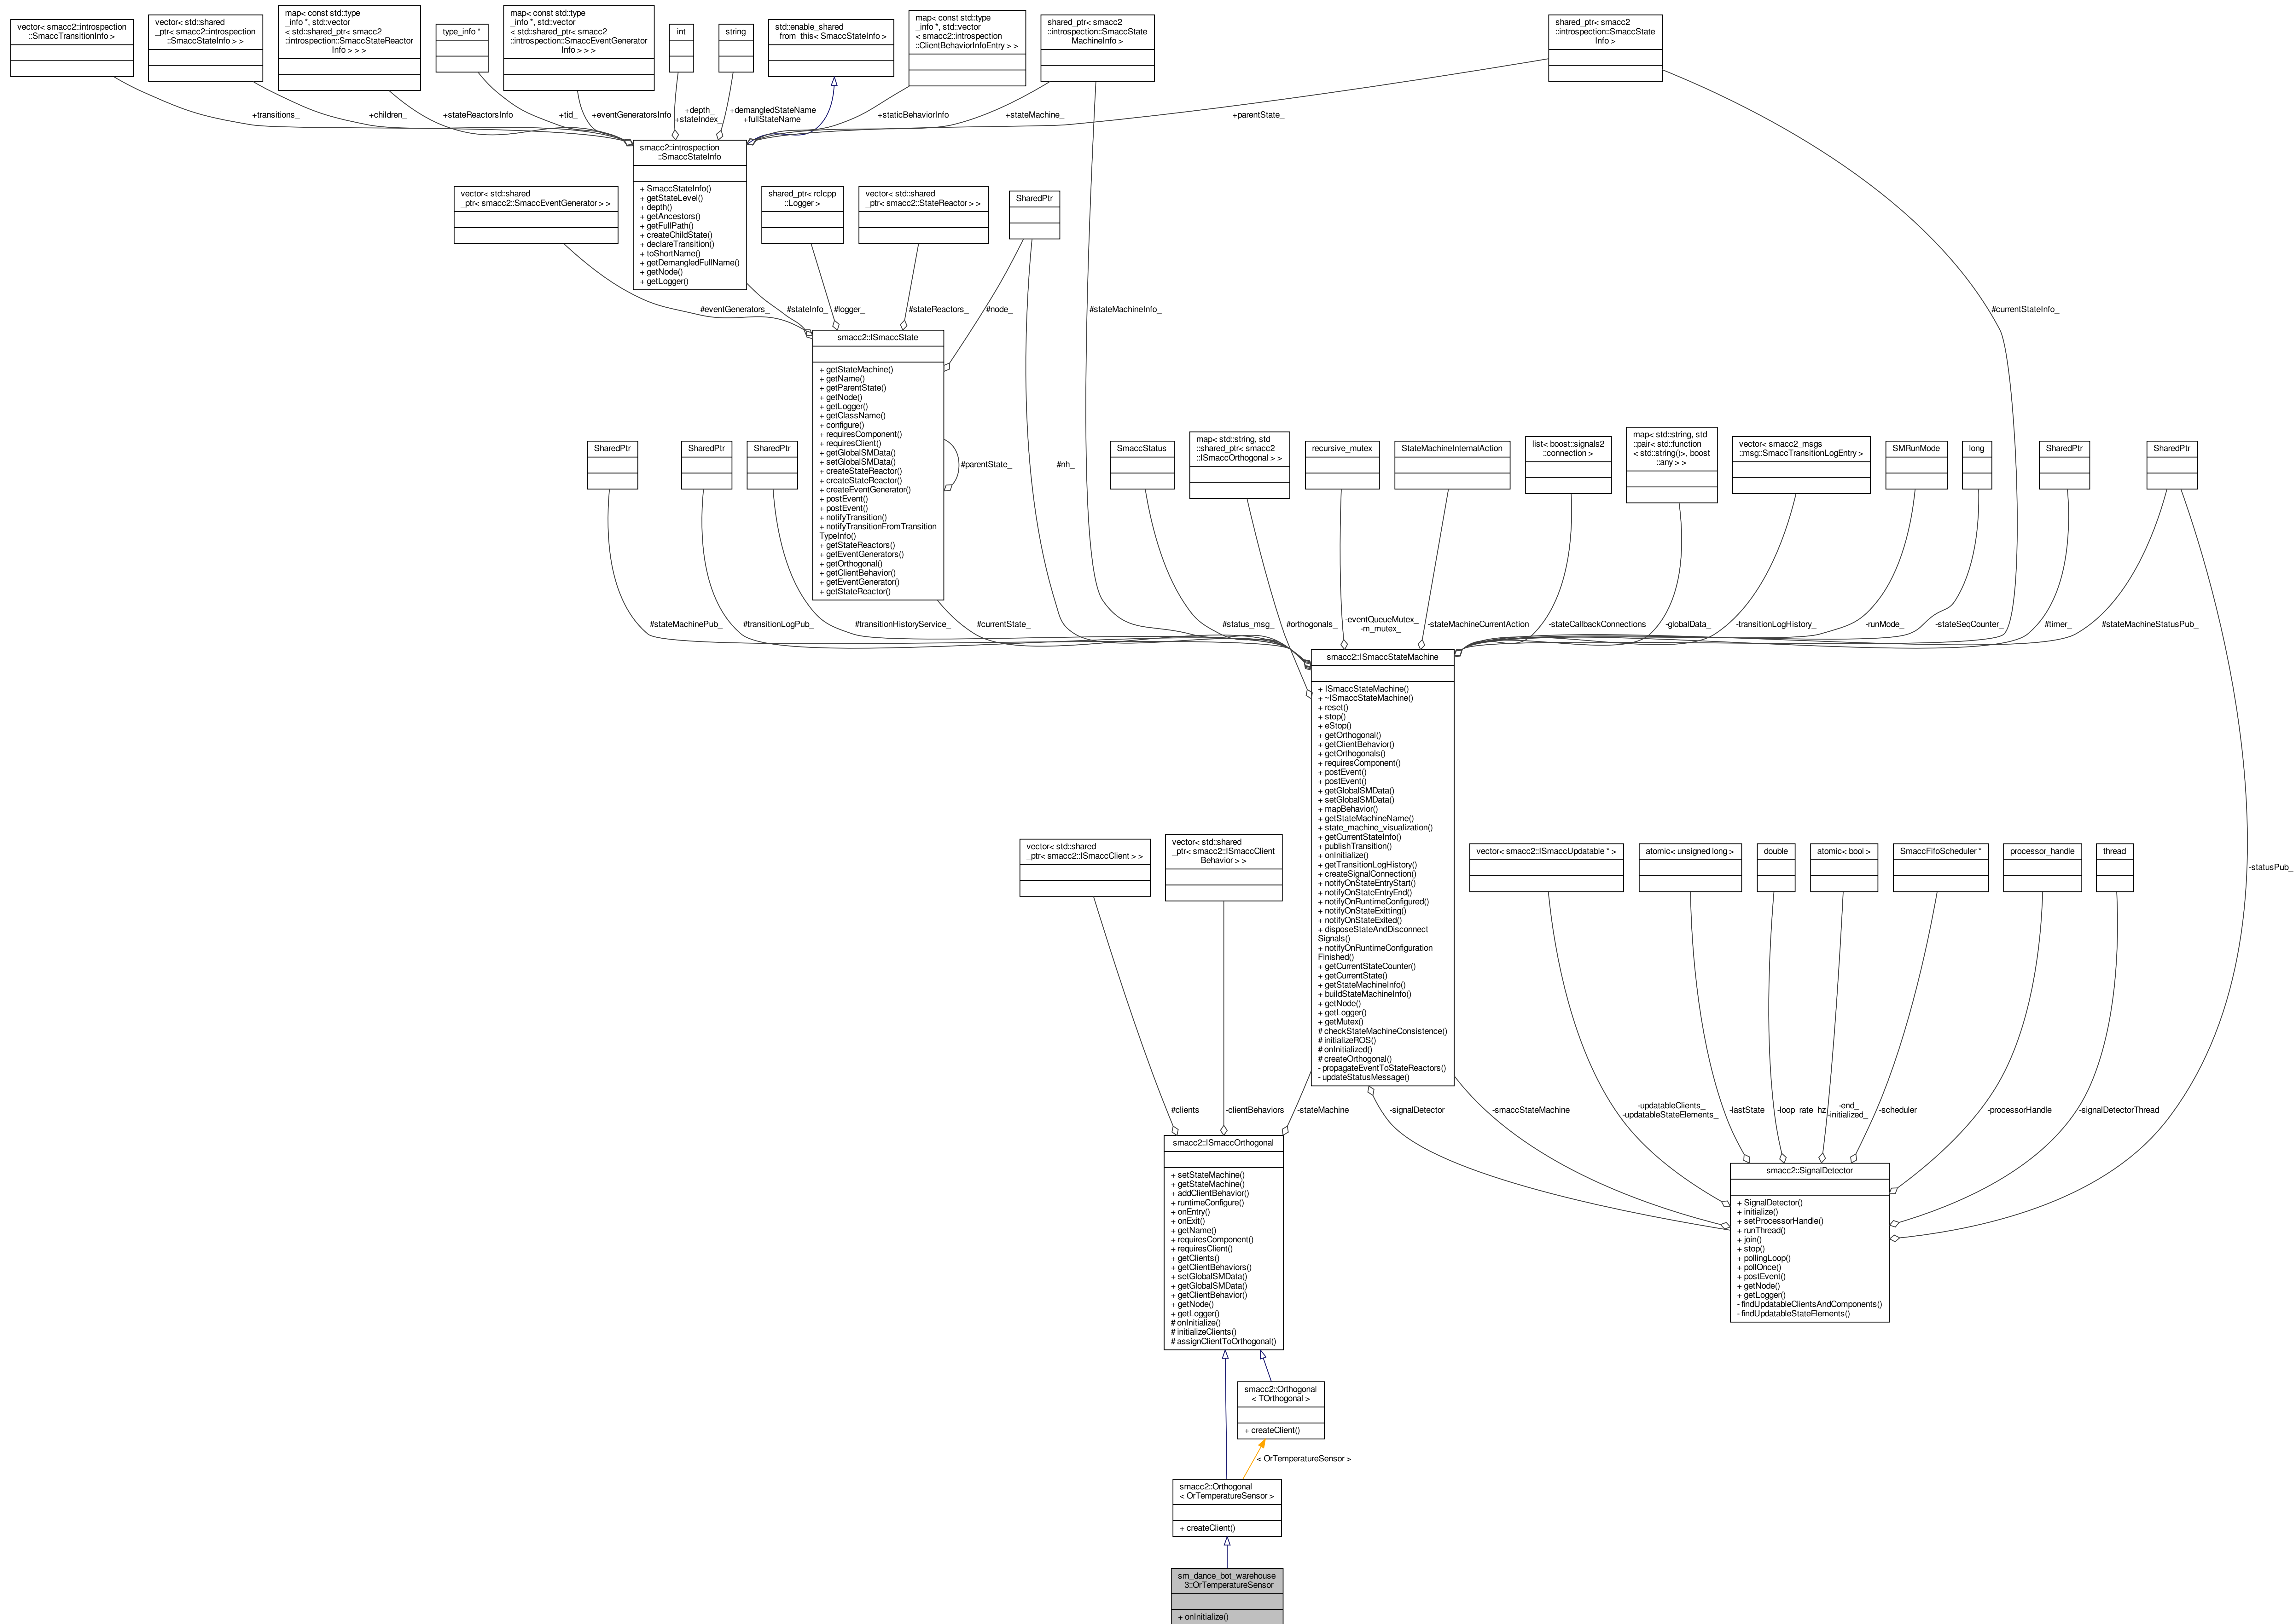 vector< smacc2::introspection
::SmaccTransitionInfo >
vector< std::shared
_ptr< smacc2::introspection
::SmaccStateInfo > >
map< const std::type
_info *, std::vector
< std::shared_ptr< smacc2
::introspection::SmaccStateReactor
Info > > >
type_info *
map< const std::type
_info *, std::vector
< std::shared_ptr< smacc2
::introspection::SmaccEventGenerator
Info > > >
int
string
std::enable_shared
_from_this< SmaccStateInfo >
map< const std::type
_info *, std::vector
< smacc2::introspection
::ClientBehaviorInfoEntry > >
shared_ptr< smacc2
::introspection::SmaccState
MachineInfo >
shared_ptr< smacc2
::introspection::SmaccState
Info >
+transitions_
+children_
+stateReactorsInfo
+tid_
+eventGeneratorsInfo
+depth_
+stateIndex_
+demangledStateName
+fullStateName
+staticBehaviorInfo
+stateMachine_
+parentState_
smacc2::introspection
::SmaccStateInfo
+ SmaccStateInfo()
+ getStateLevel()
+ depth()
+ getAncestors()
+ getFullPath()
+ createChildState()
+ declareTransition()
+ toShortName()
+ getDemangledFullName()
+ getNode()
+ getLogger()
vector< std::shared
_ptr< smacc2::SmaccEventGenerator > >
shared_ptr< rclcpp
::Logger >
vector< std::shared
_ptr< smacc2::StateReactor > >
SharedPtr
#eventGenerators_
#stateInfo_
#logger_
#stateReactors_
#node_
#stateMachineInfo_
#currentStateInfo_
smacc2::ISmaccState
+ getStateMachine()
+ getName()
+ getParentState()
+ getNode()
+ getLogger()
+ getClassName()
+ configure()
+ requiresComponent()
+ requiresClient()
+ getGlobalSMData()
+ setGlobalSMData()
+ createStateReactor()
+ createStateReactor()
+ createEventGenerator()
+ postEvent()
+ postEvent()
+ notifyTransition()
+ notifyTransitionFromTransition
TypeInfo()
+ getStateReactors()
+ getEventGenerators()
+ getOrthogonal()
+ getClientBehavior()
+ getEventGenerator()
+ getStateReactor()
#parentState_
#nh_
SharedPtr
SharedPtr
SharedPtr
SmaccStatus
map< std::string, std
::shared_ptr< smacc2
::ISmaccOrthogonal > >
recursive_mutex
StateMachineInternalAction
list< boost::signals2
::connection >
map< std::string, std
::pair< std::function
< std::string()>, boost
::any > >
vector< smacc2_msgs
::msg::SmaccTransitionLogEntry >
SMRunMode
long
SharedPtr
SharedPtr
#stateMachinePub_
#transitionLogPub_
#transitionHistoryService_
#currentState_
#status_msg_
#orthogonals_
-eventQueueMutex_
-m_mutex_
-stateMachineCurrentAction
-stateCallbackConnections
-globalData_
-transitionLogHistory_
-runMode_
-stateSeqCounter_
#timer_
#stateMachineStatusPub_
smacc2::ISmaccStateMachine
+ ISmaccStateMachine()
+ ~ISmaccStateMachine()
+ reset()
+ stop()
+ eStop()
+ getOrthogonal()
+ getClientBehavior()
+ getOrthogonals()
+ requiresComponent()
+ postEvent()
+ postEvent()
+ getGlobalSMData()
+ setGlobalSMData()
+ mapBehavior()
+ getStateMachineName()
+ state_machine_visualization()
+ getCurrentStateInfo()
+ publishTransition()
+ onInitialize()
+ getTransitionLogHistory()
+ createSignalConnection()
+ notifyOnStateEntryStart()
+ notifyOnStateEntryEnd()
+ notifyOnRuntimeConfigured()
+ notifyOnStateExitting()
+ notifyOnStateExited()
+ disposeStateAndDisconnect
Signals()
+ notifyOnRuntimeConfiguration
Finished()
+ getCurrentStateCounter()
+ getCurrentState()
+ getStateMachineInfo()
+ buildStateMachineInfo()
+ getNode()
+ getLogger()
+ getMutex()
# checkStateMachineConsistence()
# initializeROS()
# onInitialized()
# createOrthogonal()
- propagateEventToStateReactors()
- updateStatusMessage()
vector< std::shared
_ptr< smacc2::ISmaccClient > >
vector< std::shared
_ptr< smacc2::ISmaccClient
Behavior > >
vector< smacc2::ISmaccUpdatable * >
atomic< unsigned long >
double
atomic< bool >
SmaccFifoScheduler *
processor_handle
thread
-statusPub_
#clients_
-clientBehaviors_
-stateMachine_
-signalDetector_
-smaccStateMachine_
-updatableClients_
-updatableStateElements_
-lastState_
-loop_rate_hz
-end_
-initialized_
-scheduler_
-processorHandle_
-signalDetectorThread_
smacc2::ISmaccOrthogonal
+ setStateMachine()
+ getStateMachine()
+ addClientBehavior()
+ runtimeConfigure()
+ onEntry()
+ onExit()
+ getName()
+ requiresComponent()
+ requiresClient()
+ getClients()
+ getClientBehaviors()
+ setGlobalSMData()
+ getGlobalSMData()
+ getClientBehavior()
+ getNode()
+ getLogger()
# onInitialize()
# initializeClients()
# assignClientToOrthogonal()
smacc2::SignalDetector
+ SignalDetector()
+ initialize()
+ setProcessorHandle()
+ runThread()
+ join()
+ stop()
+ pollingLoop()
+ pollOnce()
+ postEvent()
+ getNode()
+ getLogger()
- findUpdatableClientsAndComponents()
- findUpdatableStateElements()
smacc2::Orthogonal
< TOrthogonal >
+ createClient()
< OrTemperatureSensor >
smacc2::Orthogonal
< OrTemperatureSensor >
+ createClient()
sm_dance_bot_warehouse
_3::OrTemperatureSensor
+ onInitialize()